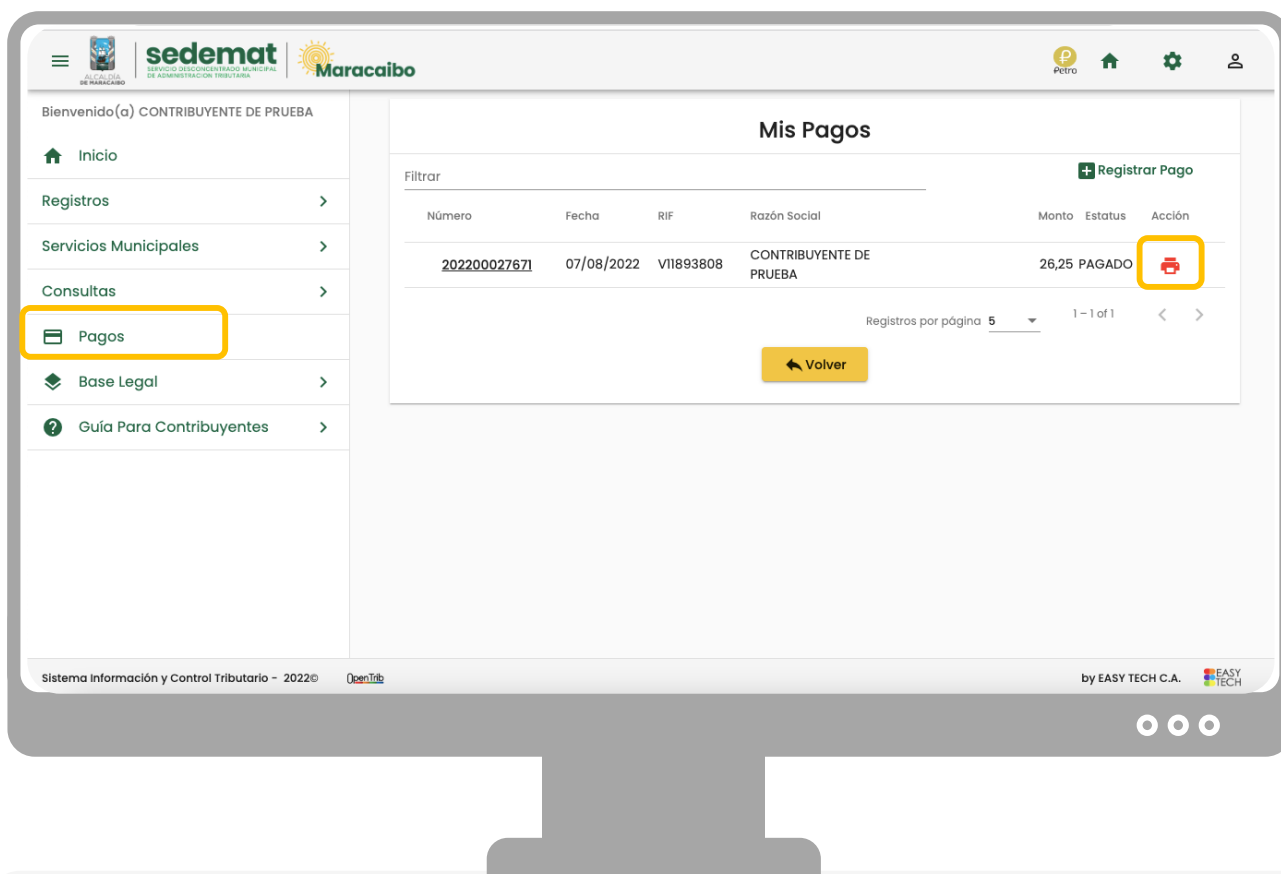 ALCALDÍA
DE MARACAIBO
sedemat
SERVICIO DESCONCENTRADO MUNICIPAL
DE ADMINISTRACION TRIBUTARIA
Maracaibo
Petro
Bienvenido(a) CONTRIBUYENTE DE PRUEBA
Inicio
Registros
Servicios Municipales
Consultas
Pagos
Base Legal
Guía Para Contribuyentes
Mis Pagos
Filtrar
Registrar Pago
Número Fecha RIF Razón Social Monto Estatus Acción
202200027671 07/08/2022 V11893808 CONTRIBUYENTE DE PRUEBA 26,25 PAGADO
Registros por página 5 1 – 1 of 1
Volver
Sistema Información y Control Tributario - 2022© OpenTrib by EASY TECH C.A. EASY TECH